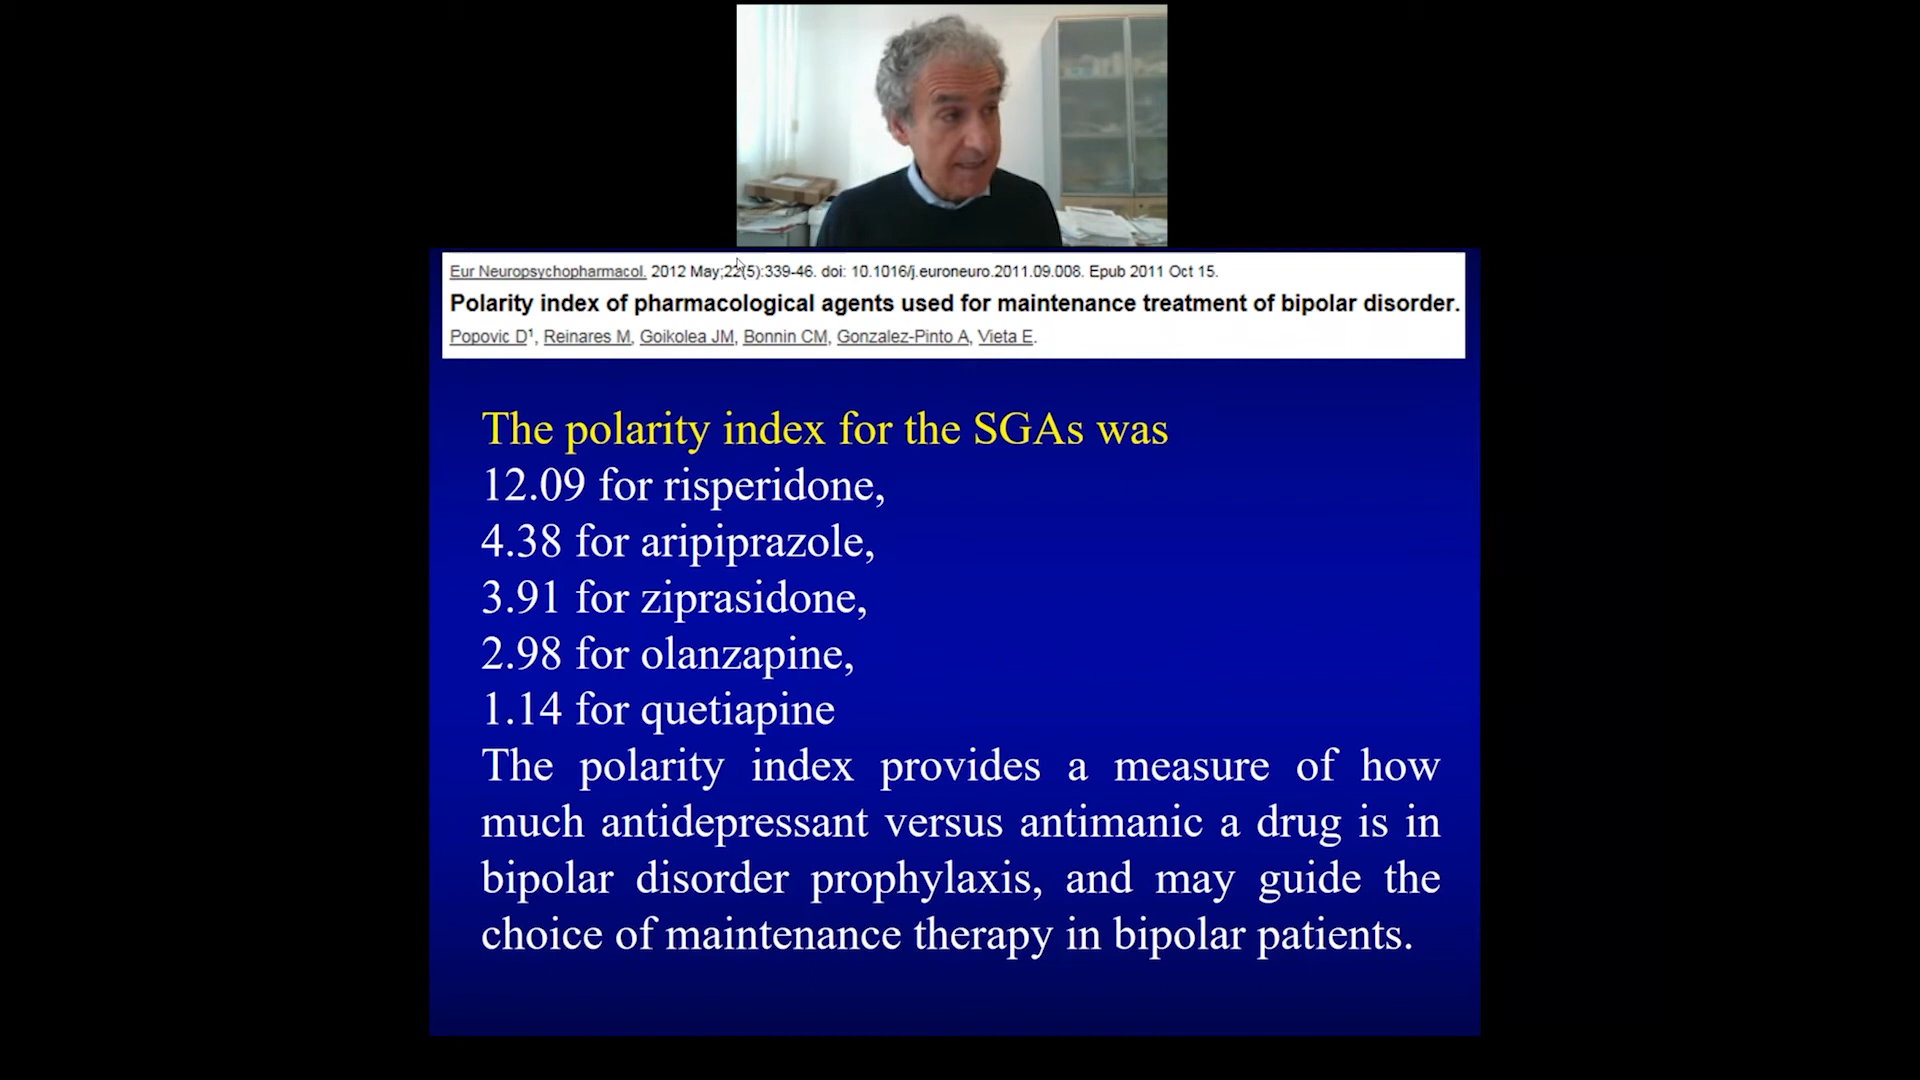 Eur Neuropsychopharmacol. 2012 May;22(5):339-46. doi: 10.1016/j.euroneuro.2011.09.008. Epub 2011 Oct 15.
Polarity index of pharmacological agents used for maintenance treatment of bipolar disorder.
Popovic D¹, Reinares M, Goikolea JM, Bonnin CM, Gonzalez-Pinto A, Vieta E.
The polarity index for the SGAs was
12.09 for risperidone,
4.38 for aripiprazole,
3.91 for ziprasidone,
2.98 for olanzapine,
1.14 for quetiapine
The polarity index provides a measure of how
much antidepressant versus antimanic a drug is in
bipolar disorder prophylaxis, and may guide the
choice of maintenance therapy in bipolar patients.